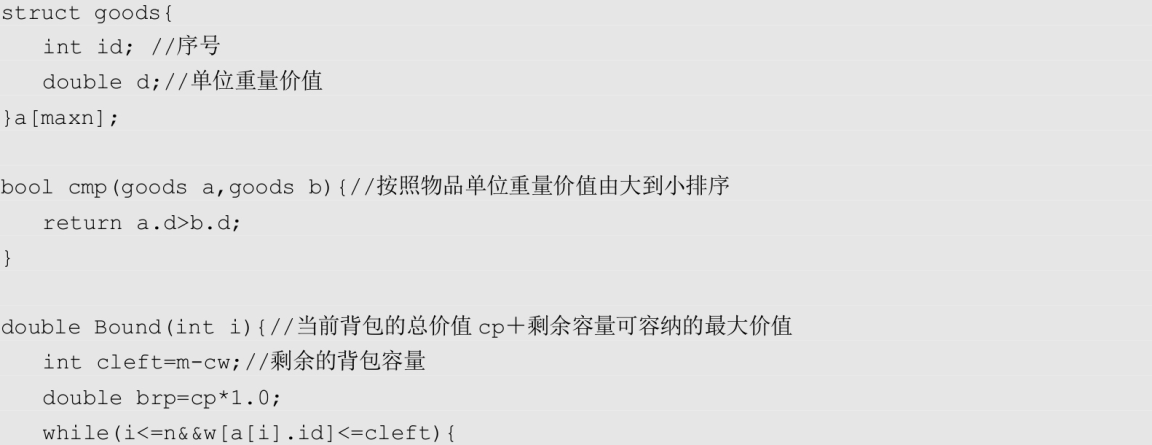 struct goods{
int id; //序号
double d;//单位重量价值
}a[maxn];
bool cmp(goods a,goods b){//按照物品单位重量价值由大到小排序
return a.d>b.d;
}
double Bound(int i){//当前背包的总价值 cp＋剩余容量可容纳的最大价值
int cleft=m-cw;//剩余的背包容量
double brp=cp*1.0;
while(i<=n&&w[a[i].id]<=cleft){